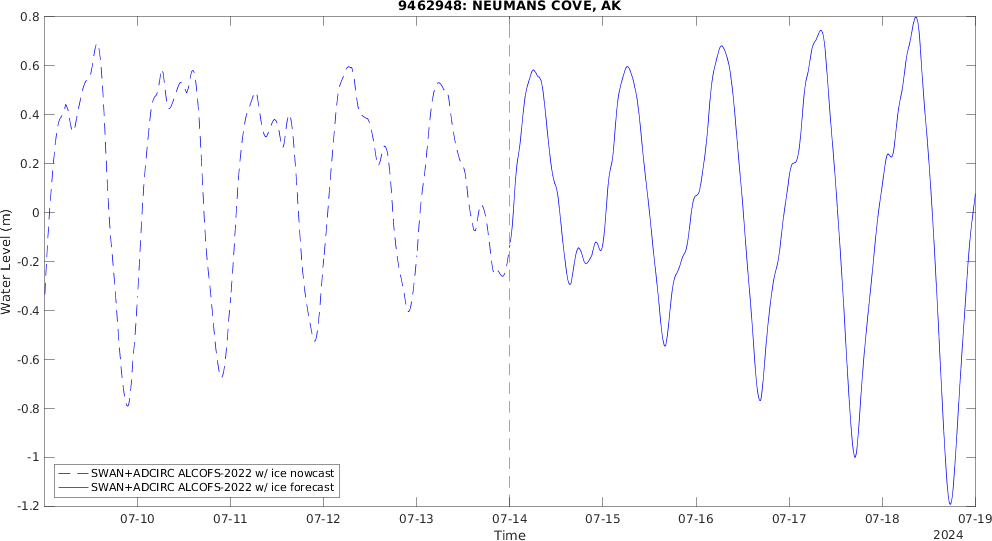 9462948: NEUMANS COVE, AK
0.8
0.6
0.4
0.2
0
-0.2
-0.4
-0.6
-0.8
-1
-1.2
Water Level (m)
SWAN+ADCIRC ALCOFS-2022 w/ ice nowcast
SWAN+ADCIRC ALCOFS-2022 w/ ice forecast
07-10 07-11 07-12 07-13 07-14 07-15 07-16 07-17 07-18 07-19
Time
2024